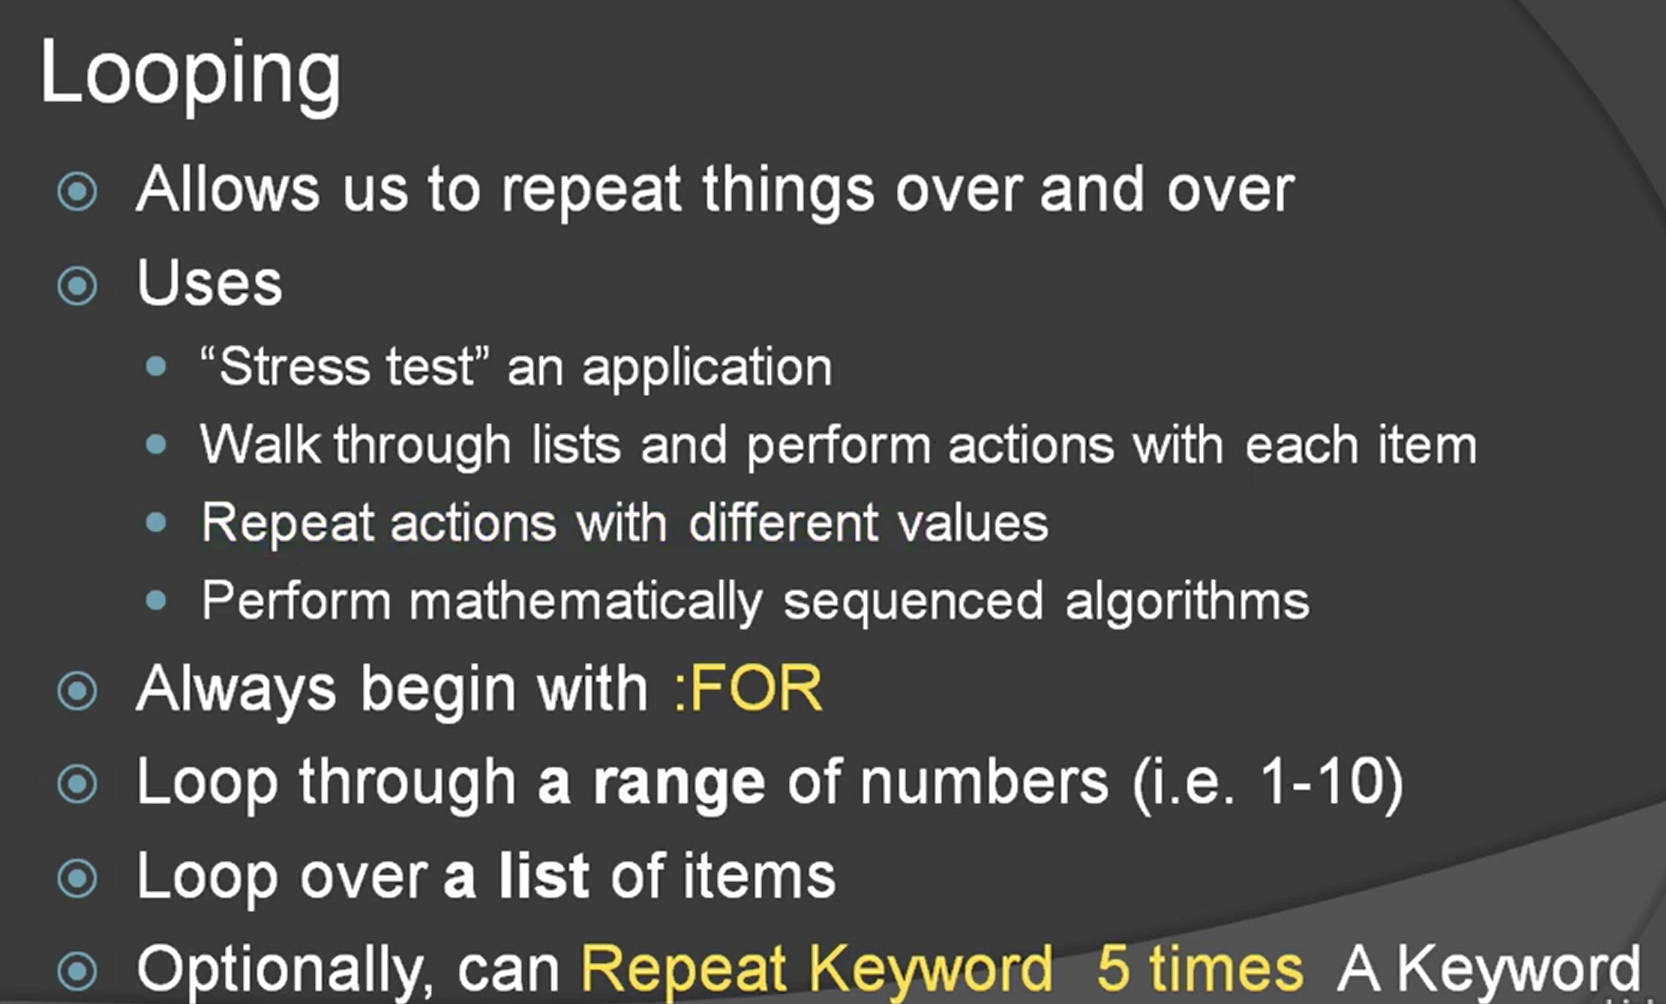 Looping
Allows us to repeat things over and over
Uses
“Stress test” an application
Walk through lists and perform actions with each item
Repeat actions with different values
Perform mathematically sequenced algorithms
Always begin with :FOR
Loop through a range of numbers (i.e. 1-10)
Loop over a list of items
Optionally, can Repeat Keyword 5 times A Keyword